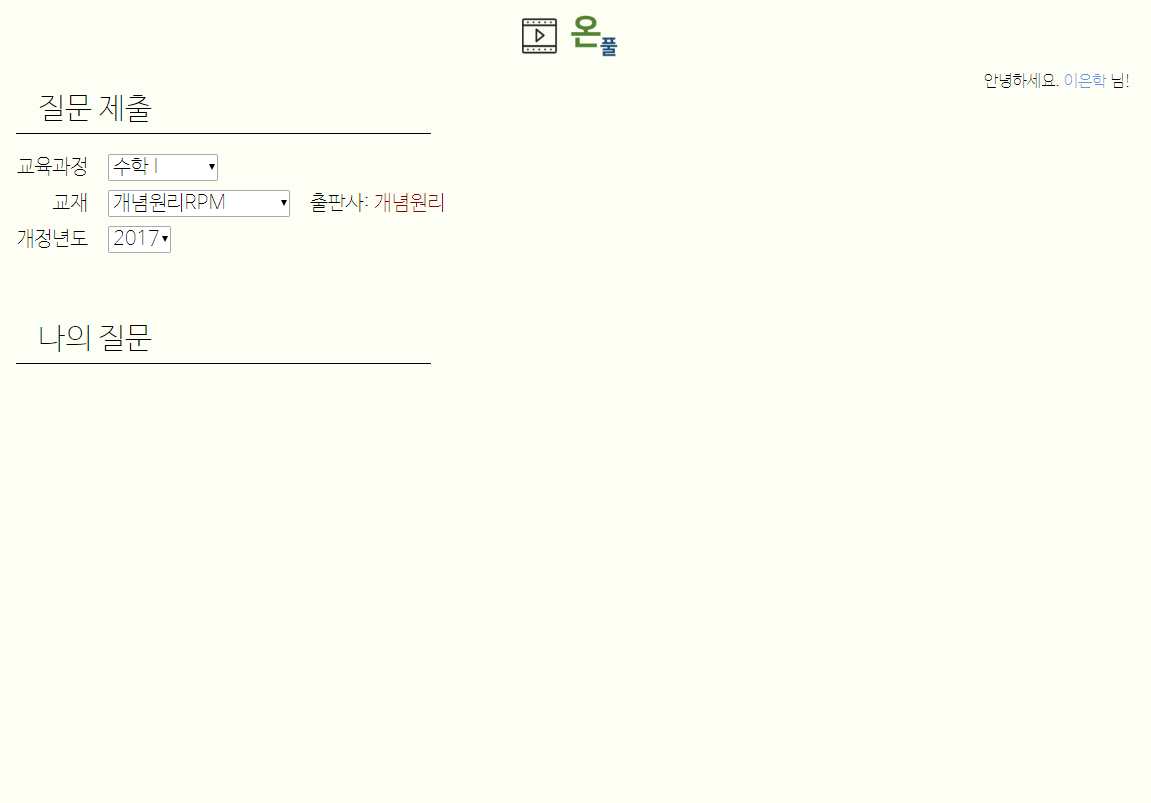 온풀
안녕하세요. 이은학 님!
질문 제출
교육과정 수학 I
교재 개념원리RPM 출판사: 개념원리
개정년도 2017
나의 질문